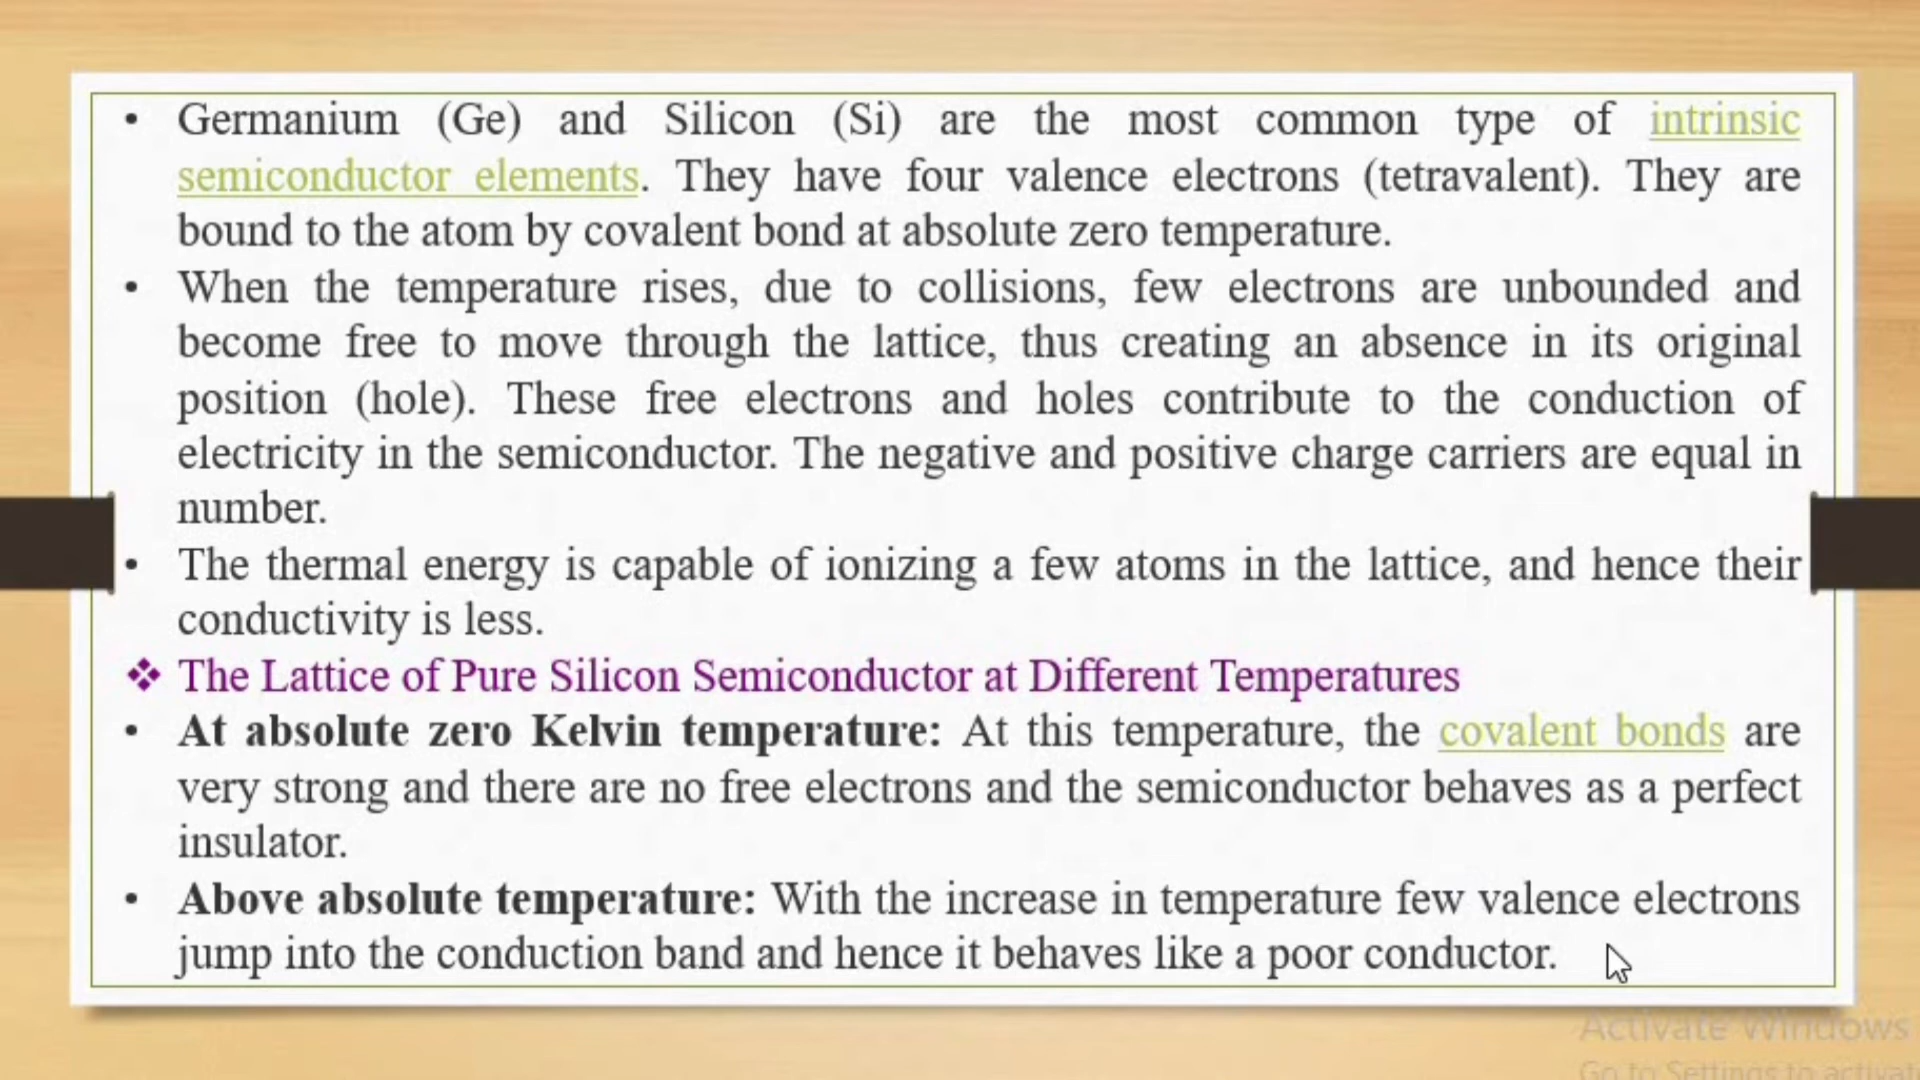 • Germanium (Ge) and Silicon (Si) are the most common type of intrinsic
semiconductor elements. They have four valence electrons (tetravalent). They are
bound to the atom by covalent bond at absolute zero temperature.
• When the temperature rises, due to collisions, few electrons are unbounded and
become free to move through the lattice, thus creating an absence in its original
position (hole). These free electrons and holes contribute to the conduction of
electricity in the semiconductor. The negative and positive charge carriers are equal in
number.
• The thermal energy is capable of ionizing a few atoms in the lattice, and hence their
conductivity is less.
❖ The Lattice of Pure Silicon Semiconductor at Different Temperatures
• At absolute zero Kelvin temperature: At this temperature, the covalent bonds are
very strong and there are no free electrons and the semiconductor behaves as a perfect
insulator.
• Above absolute temperature: With the increase in temperature few valence electrons
jump into the conduction band and hence it behaves like a poor conductor.
Activate Windows
Go to Settings to activat